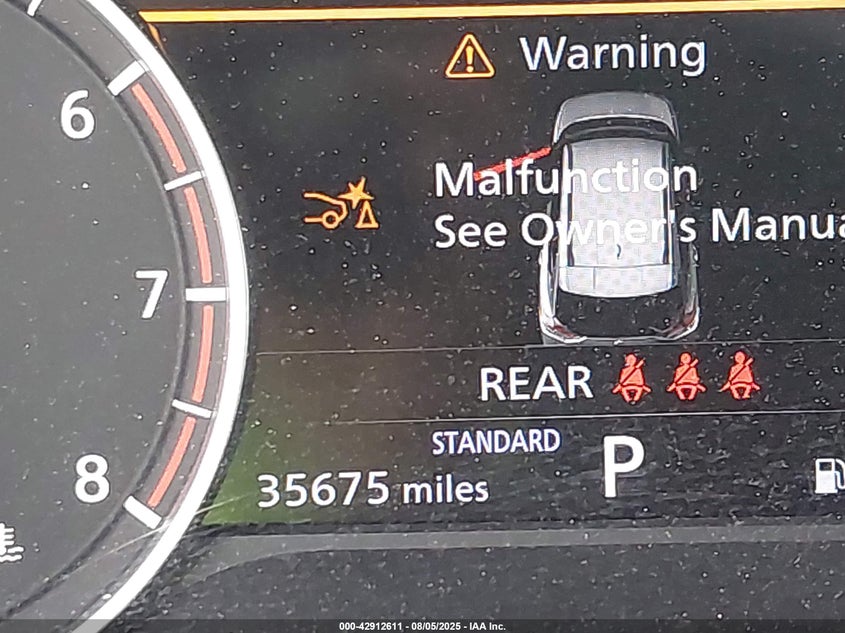 Warning
6
Malfunction
See Owner's Manua
7
REAR
STANDARD
8
P
35675 miles
000-42912611 - 08/05/2025 - IAA Inc.